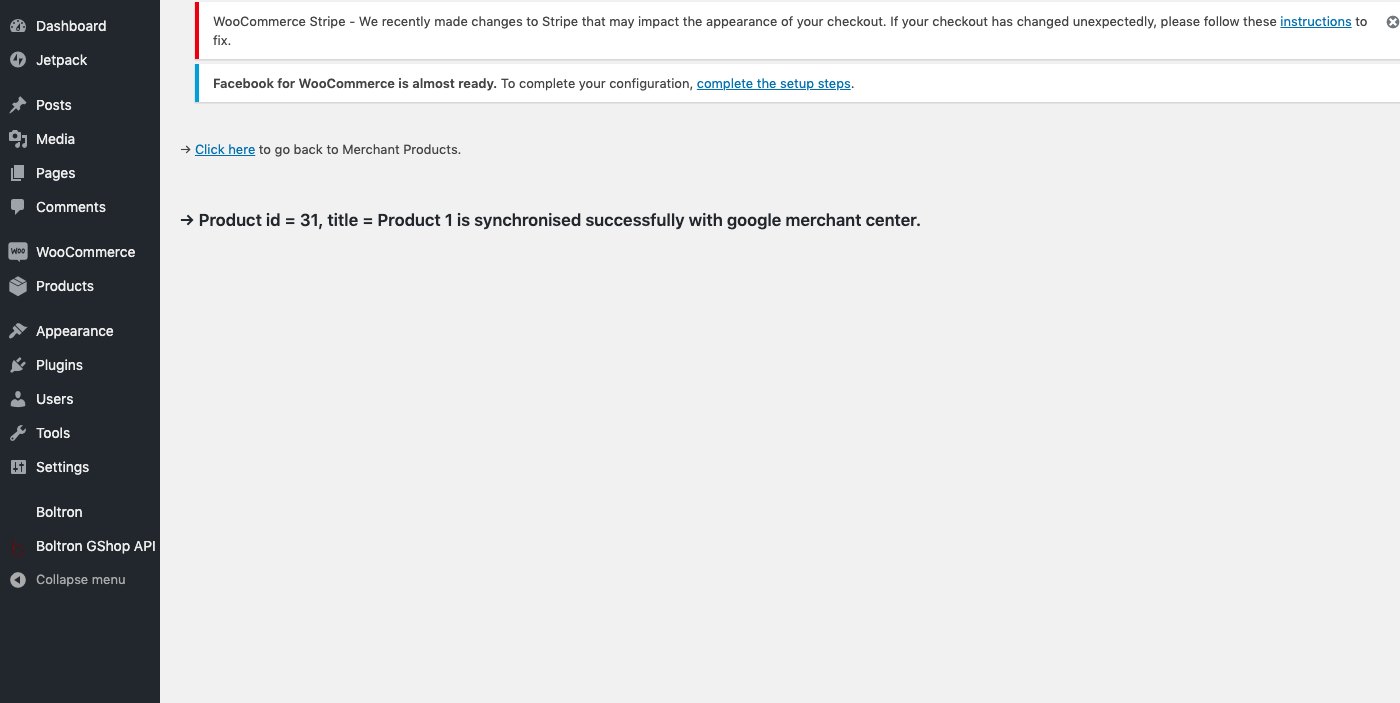 Dashboard
Jetpack
Posts
Media
Pages
Comments
WOO WooCommerce
Products
Appearance
Plugins
Users
Tools
Settings
Boltron
Boltron GShop API
Collapse menu
WooCommerce Stripe - We recently made changes to Stripe that may impact the appearance of your checkout. If your checkout has changed unexpectedly, please follow these instructions to
fix.
Facebook for WooCommerce is almost ready. To complete your configuration, complete the setup steps.
→ Click here to go back to Merchant Products.
→ Product id = 31, title = Product 1 is synchronised successfully with google merchant center.